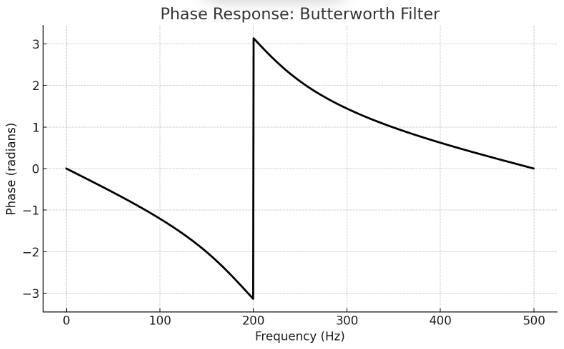 Phase Response: Butterworth Filter
3
2
1
0
−1
−2
−3
Phase (radians)
0 100 200 300 400 500
Frequency (Hz)